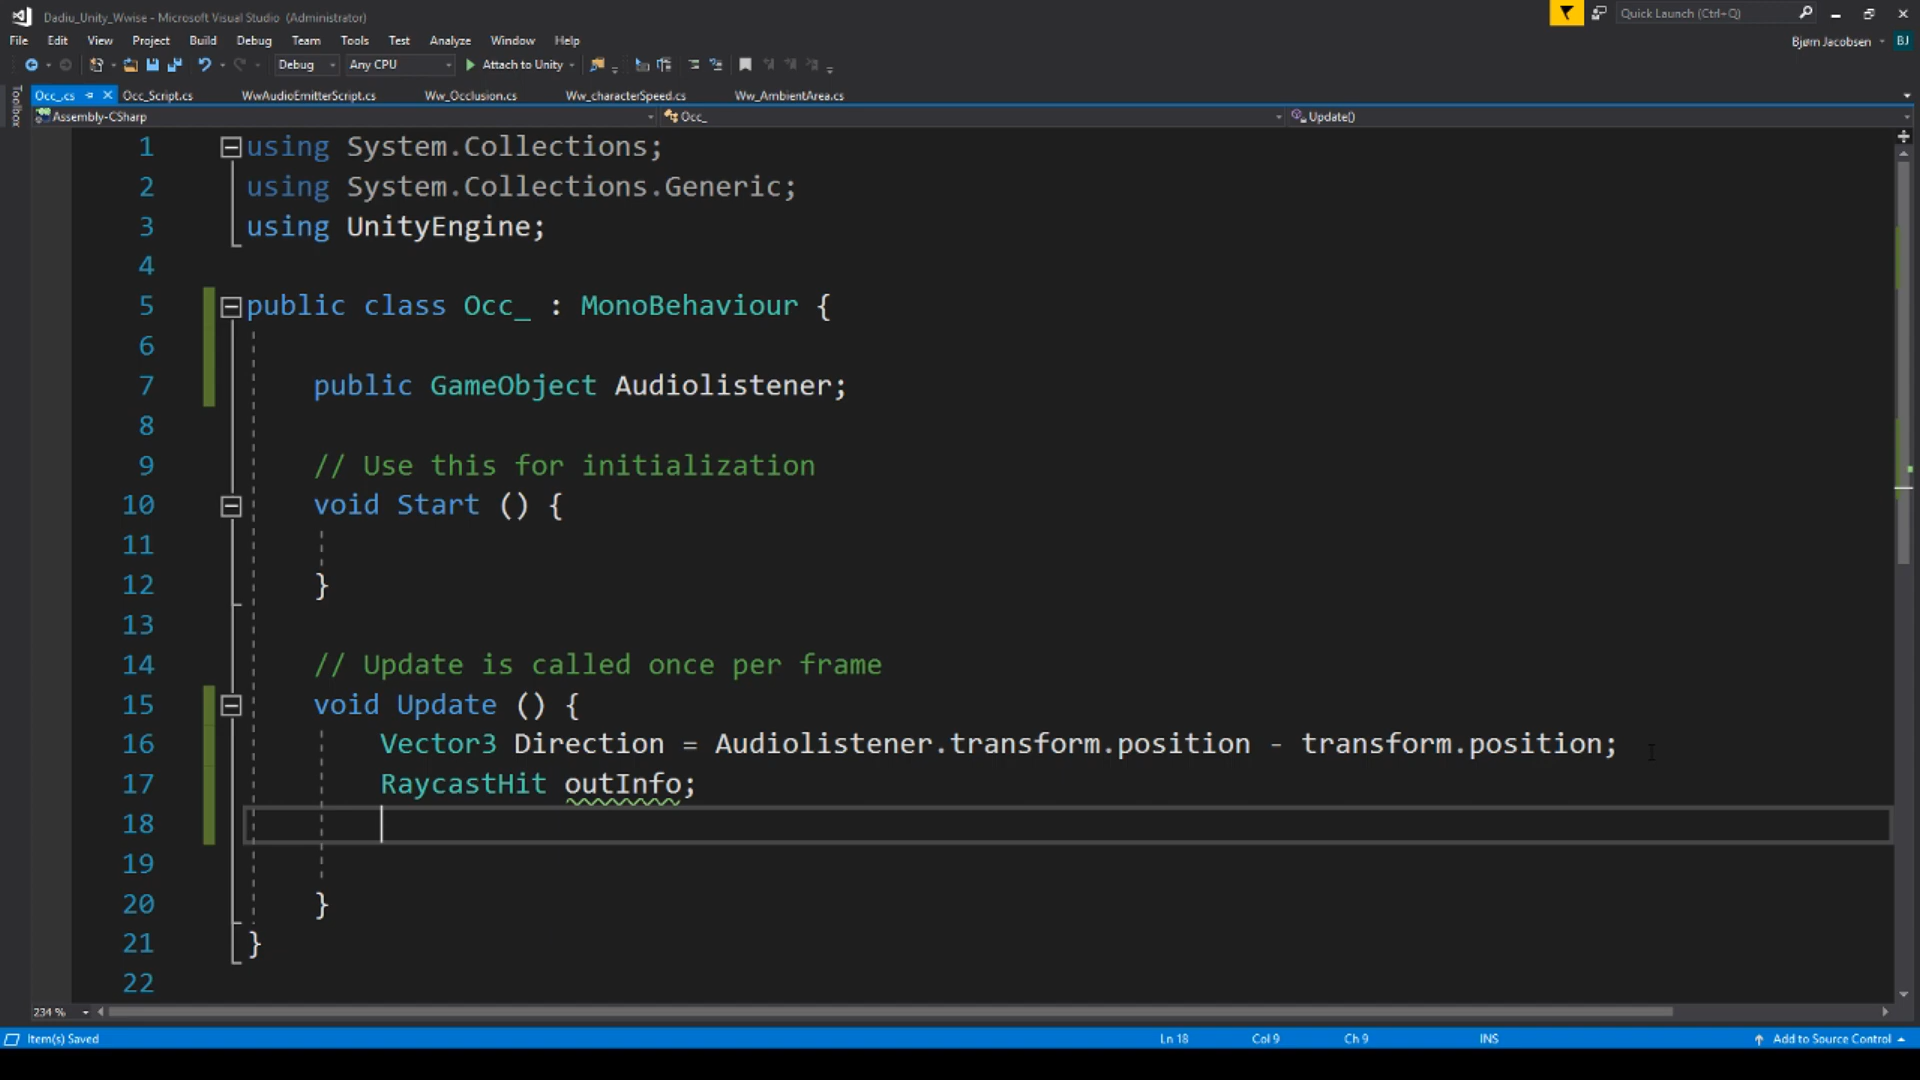 Dadiu_Unity_Wwise - Microsoft Visual Studio (Administrator)
Quick Launch (Ctrl+Q)
File Edit View Project Build Debug Team Tools Test Analyze Window Help
Bjørn Jacobsen BJ
Debug Any CPU Attach to Unity
Toolbox
Occ_.cs Occ_Script.cs WwAudioEmitterScript.cs Ww_Occlusion.cs Ww_characterSpeed.cs Ww_AmbientArea.cs
Assembly-CSharp Occ_ Update()
1 using System.Collections;
2 using System.Collections.Generic;
3 using UnityEngine;
4
5 public class Occ_ : MonoBehaviour {
6
7 public GameObject Audiolistener;
8
9 // Use this for initialization
10 void Start () {
11
12 }
13
14 // Update is called once per frame
15 void Update () {
16 Vector3 Direction = Audiolistener.transform.position - transform.position;
17 RaycastHit outInfo;
18
19
20 }
21 }
22
234 %
Item(s) Saved Ln 18 Col 9 Ch 9 INS Add to Source Control